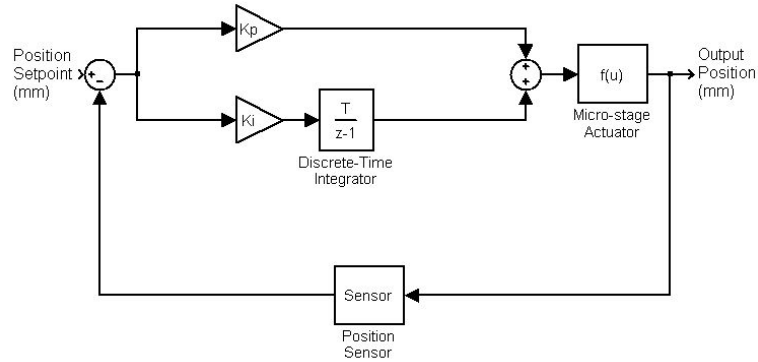 Position
Setpoint
(mm)
+
-
Kp
Ki
T
z-1
Discrete-Time
Integrator
+
+
f(u)
Micro-stage
Actuator
Output
Position
(mm)
Sensor
Position
Sensor